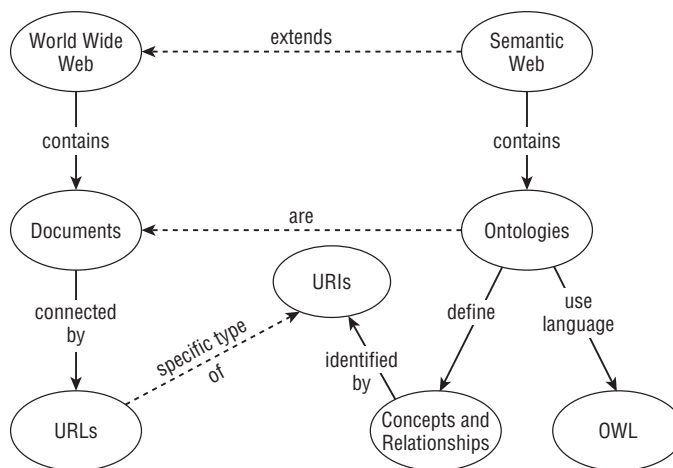 World Wide
Web
extends
Semantic
Web
contains
contains
Documents
are
Ontologies
URIs
connected
by
specific type
of
define
use
language
identified
by
URLs
Concepts and
Relationships
OWL